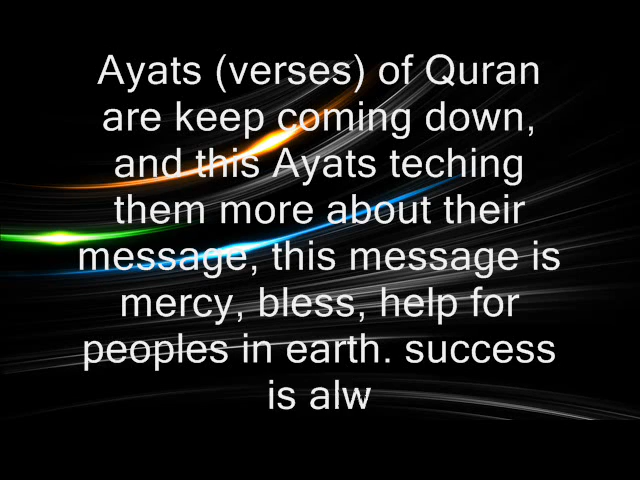 Ayats (verses) of Quran
are keep coming down,
and this Ayats teching
them more about their
message, this message is
mercy, bless, help for
peoples in earth. success
is alw